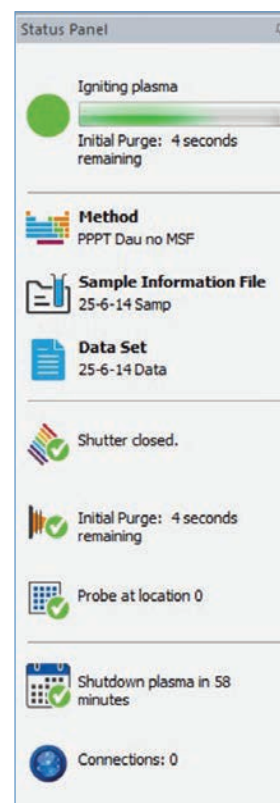 Status Panel
Igniting plasma
Initial Purge: 4 seconds
remaining
Method
PPPT Dau no MSF
Sample Information File
25-6-14 Samp
Data Set
25-6-14 Data
Shutter closed.
Initial Purge: 4 seconds
remaining
Probe at location 0
Shutdown plasma in 58
minutes
Connections: 0